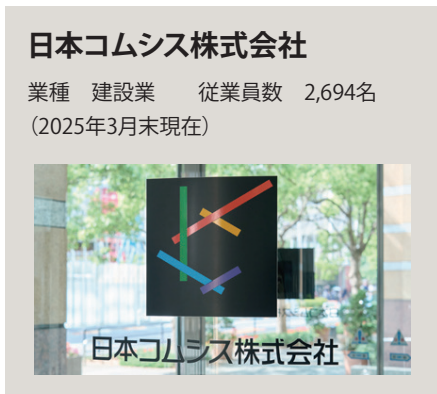 日本コムシス株式会社
業種　建設業　　従業員数　2,694名
（2025年3月末現在）
日本コムシス株式会社